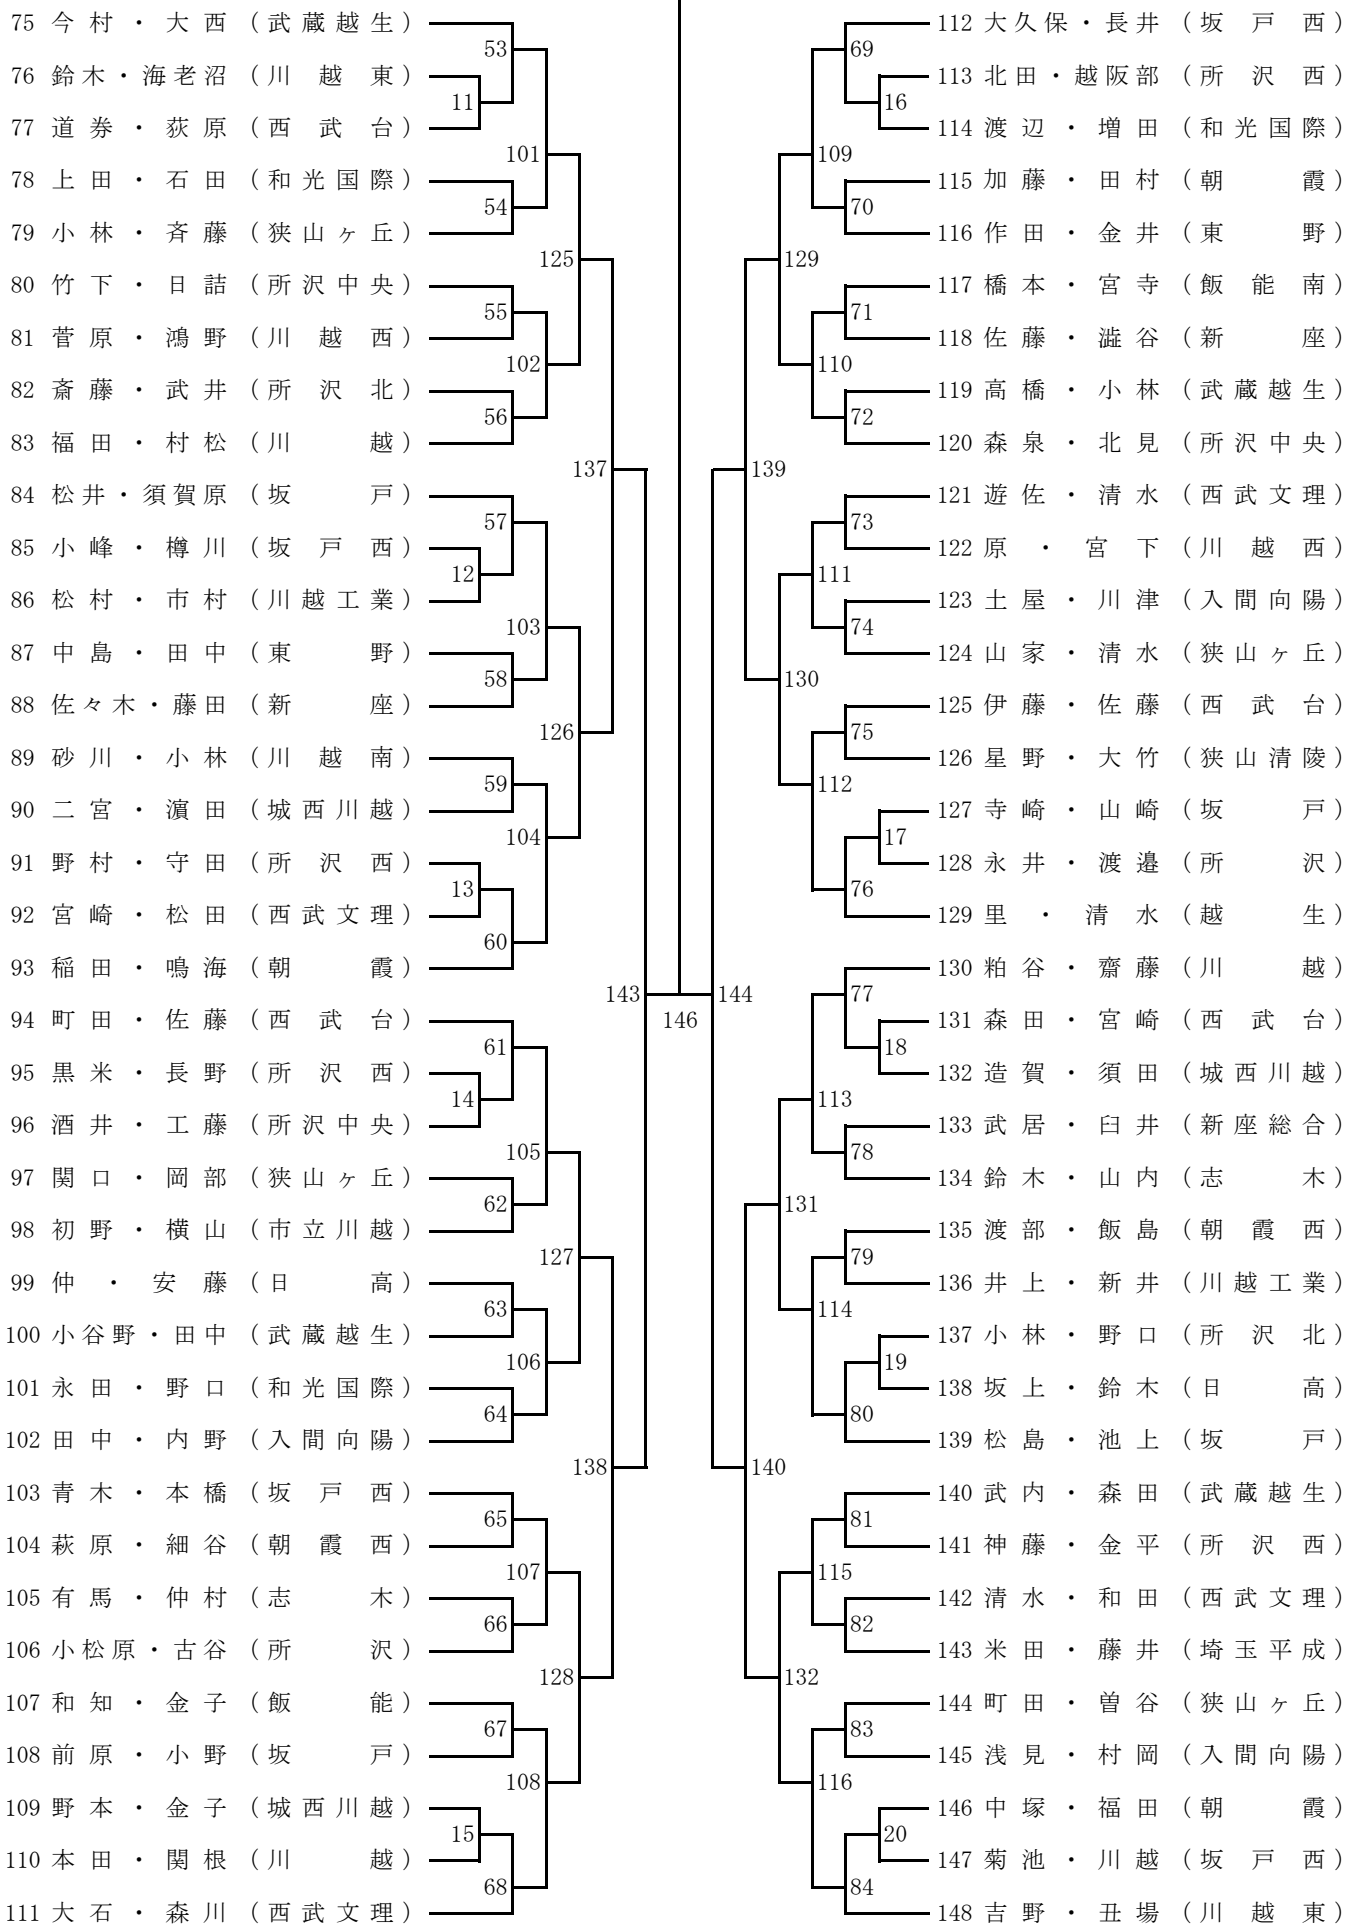 75 今村・大西（武蔵越生）
76 鈴木・海老沼（川越東）
77 道券・荻原（西武台）
78 上田・石田（和光国際）
79 小林・斉藤（狭山ヶ丘）
80 竹下・日詰（所沢中央）
81 菅原・鴻野（川越西）
82 斎藤・武井（所沢北）
83 福田・村松（川越）
84 松井・須賀原（坂戸）
85 小峰・樽川（坂戸西）
86 松村・市村（川越工業）
87 中島・田中（東野）
88 佐々木・藤田（新座）
89 砂川・小林（川越南）
90 二宮・濵田（城西川越）
91 野村・守田（所沢西）
92 宮崎・松田（西武文理）
93 稲田・鳴海（朝霞）
94 町田・佐藤（西武台）
95 黒米・長野（所沢西）
96 酒井・工藤（所沢中央）
97 関口・岡部（狭山ヶ丘）
98 初野・横山（市立川越）
99 仲・安藤（日高）
100 小谷野・田中（武蔵越生）
101 永田・野口（和光国際）
102 田中・内野（入間向陽）
103 青木・本橋（坂戸西）
104 萩原・細谷（朝霞西）
105 有馬・仲村（志木）
106 小松原・古谷（所沢）
107 和知・金子（飯能）
108 前原・小野（坂戸）
109 野本・金子（城西川越）
110 本田・関根（川越）
111 大石・森川（西武文理）
53
11
101
54
125
55
102
56
137
57
12
103
58
126
59
104
13
60
143
61
14
105
62
127
63
106
64
138
65
107
66
128
67
108
15
68
146
144
69
16
109
70
129
71
110
72
139
73
111
74
130
75
112
17
76
77
18
113
78
131
79
114
19
80
140
81
115
82
132
83
116
20
84
112 大久保・長井（坂戸西）
113 北田・越阪部（所沢西）
114 渡辺・増田（和光国際）
115 加藤・田村（朝霞）
116 作田・金井（東野）
117 橋本・宮寺（飯能南）
118 佐藤・澁谷（新座）
119 高橋・小林（武蔵越生）
120 森泉・北見（所沢中央）
121 遊佐・清水（西武文理）
122 原・宮下（川越西）
123 土屋・川津（入間向陽）
124 山家・清水（狭山ヶ丘）
125 伊藤・佐藤（西武台）
126 星野・大竹（狭山清陵）
127 寺崎・山崎（坂戸）
128 永井・渡邉（所沢）
129 里・清水（越生）
130 粕谷・齋藤（川越）
131 森田・宮崎（西武台）
132 造賀・須田（城西川越）
133 武居・臼井（新座総合）
134 鈴木・山内（志木）
135 渡部・飯島（朝霞西）
136 井上・新井（川越工業）
137 小林・野口（所沢北）
138 坂上・鈴木（日高）
139 松島・池上（坂戸）
140 武内・森田（武蔵越生）
141 神藤・金平（所沢西）
142 清水・和田（西武文理）
143 米田・藤井（埼玉平成）
144 町田・曽谷（狭山ヶ丘）
145 浅見・村岡（入間向陽）
146 中塚・福田（朝霞）
147 菊池・川越（坂戸西）
148 吉野・丑場（川越東）